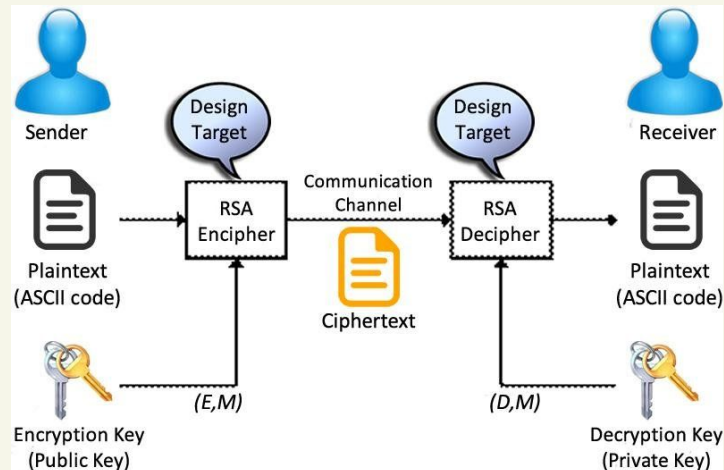 Design
Target
Design
Target
Sender
Receiver
RSA
Encipher
Communication
Channel
RSA
Decipher
Plaintext
(ASCII code)
Ciphertext
Plaintext
(ASCII code)
(E,M)
(D,M)
Encryption Key
(Public Key)
Decryption Key
(Private Key)